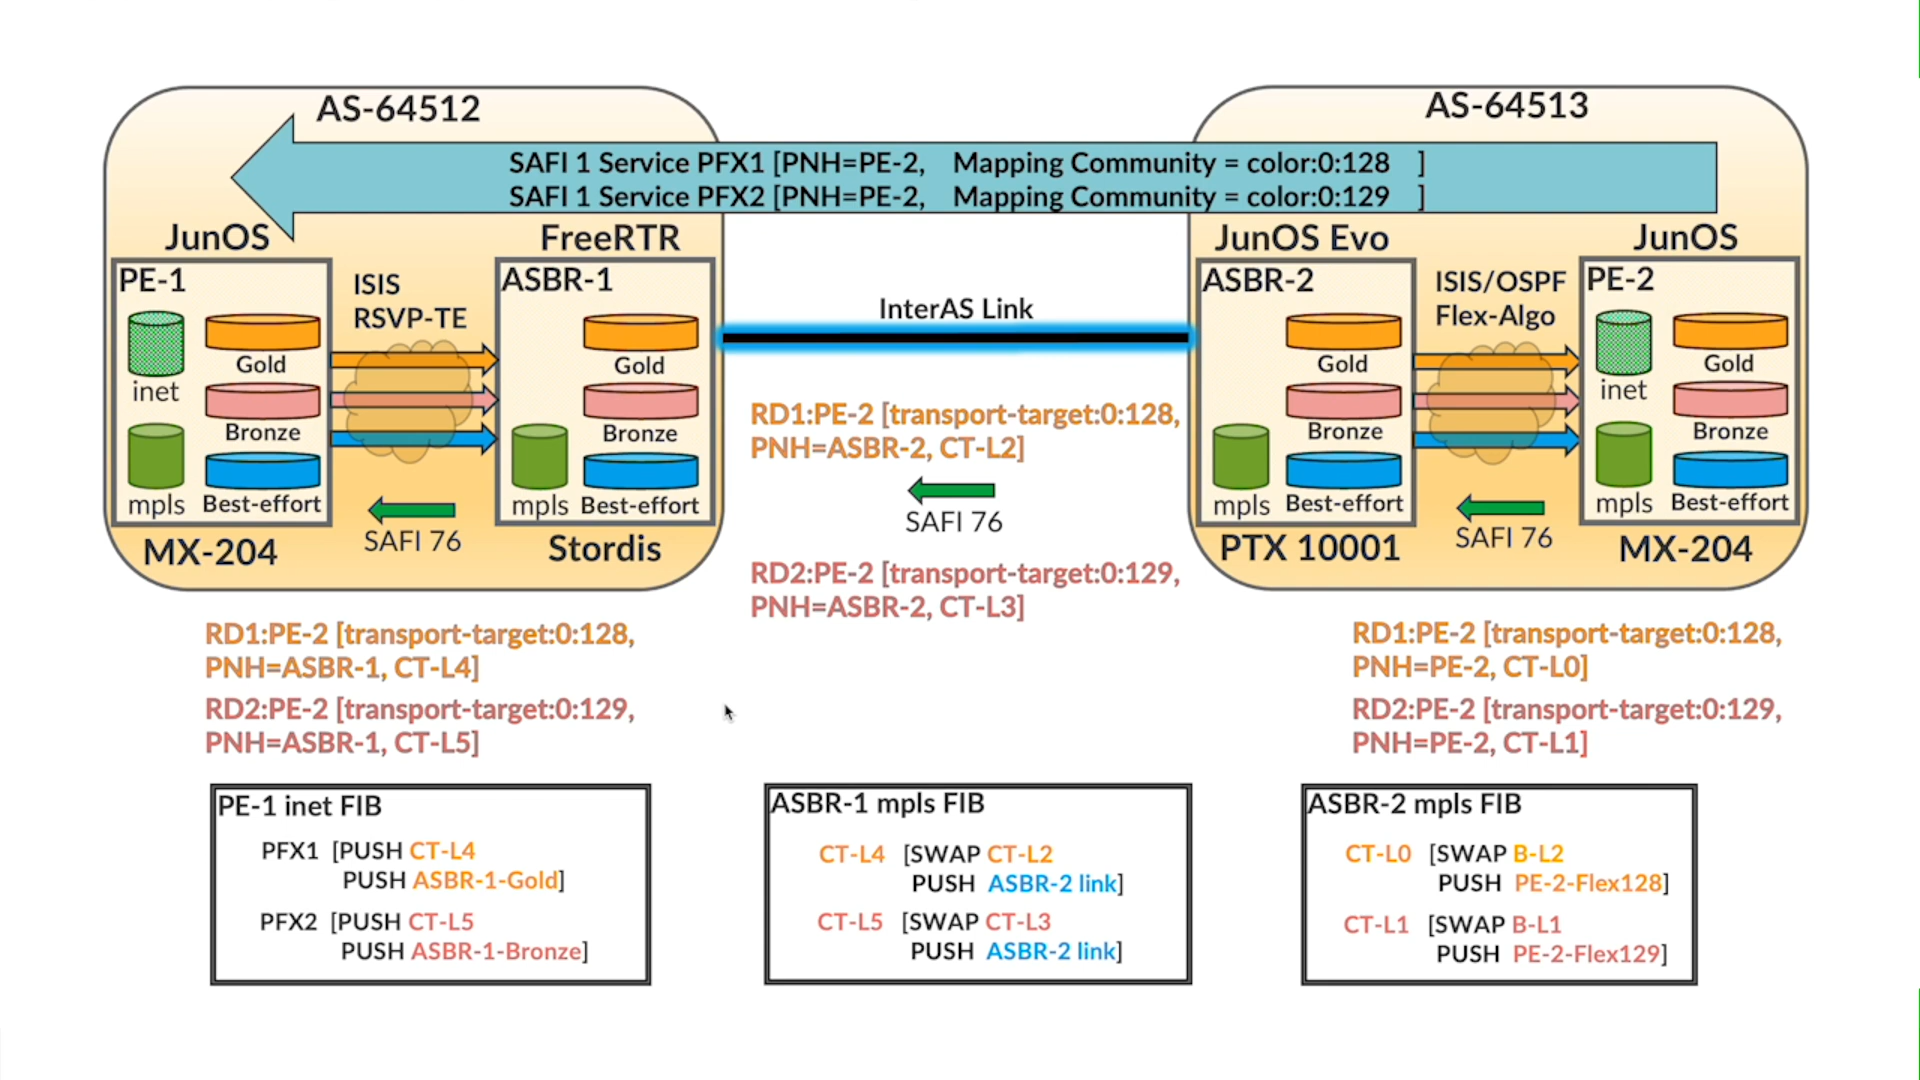 AS-64512
AS-64513
SAFI 1 Service PFX1 [PNH=PE-2, Mapping Community = color:0:128 ]
SAFI 1 Service PFX2 [PNH=PE-2, Mapping Community = color:0:129 ]
JunOS
FreeRTR
JunOS Evo
JunOS
PE-1
inet
mpls
Gold
Bronze
Best-effort
MX-204
ISIS
RSVP-TE
SAFI 76
ASBR-1
mpls
Gold
Bronze
Best-effort
Stordis
InterAS Link
RD1:PE-2 [transport-target:0:128,
PNH=ASBR-2, CT-L2]
SAFI 76
RD2:PE-2 [transport-target:0:129,
PNH=ASBR-2, CT-L3]
ASBR-2
mpls
Gold
Bronze
Best-effort
PTX 10001
ISIS/OSPF
Flex-Algo
SAFI 76
PE-2
inet
mpls
Gold
Bronze
Best-effort
MX-204
RD1:PE-2 [transport-target:0:128,
PNH=ASBR-1, CT-L4]
RD2:PE-2 [transport-target:0:129,
PNH=ASBR-1, CT-L5]
RD1:PE-2 [transport-target:0:128,
PNH=PE-2, CT-L0]
RD2:PE-2 [transport-target:0:129,
PNH=PE-2, CT-L1]
PE-1 inet FIB
PFX1 [PUSH CT-L4
PUSH ASBR-1-Gold]
PFX2 [PUSH CT-L5
PUSH ASBR-1-Bronze]
ASBR-1 mpls FIB
CT-L4 [SWAP CT-L2
PUSH ASBR-2 link]
CT-L5 [SWAP CT-L3
PUSH ASBR-2 link]
ASBR-2 mpls FIB
CT-L0 [SWAP B-L2
PUSH PE-2-Flex128]
CT-L1 [SWAP B-L1
PUSH PE-2-Flex129]